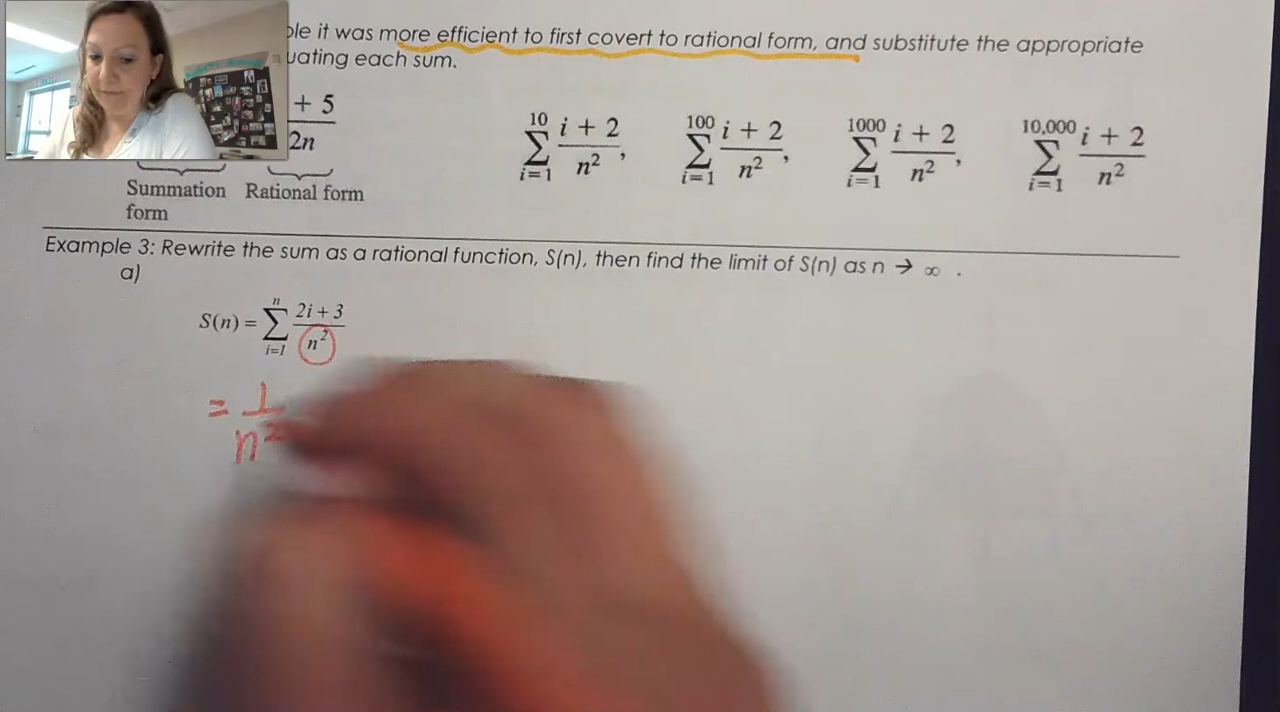 ple it was more efficient to first covert to rational form, and substitute the appropriate
uating each sum.
+ 5
2n
Summation form
Rational form
10 ∑ i=1 i + 2 n² ,
100 ∑ i=1 i + 2 n² ,
1000 ∑ i=1 i + 2 n² ,
10,000 ∑ i=1 i + 2 n²
Example 3: Rewrite the sum as a rational function, S(n), then find the limit of S(n) as n → ∞ .
a)
S(n) = n ∑ i=1 2i + 3 n²
= 1 n²